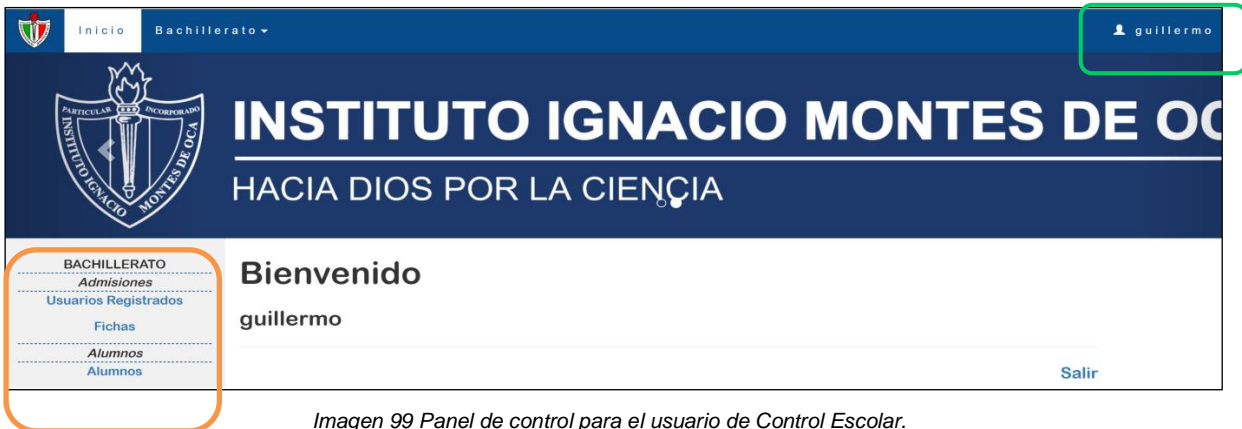 Inicio Bachillerato guillermo
PARTICULAR INCORPORADO
INSTITUTO IGNACIO MONTES DE OCA
INSTITUTO IGNACIO MONTES DE OC
HACIA DIOS POR LA CIENCIA
BACHILLERATO
Admisiones
Usuarios Registrados
Fichas
Alumnos
Alumnos
Bienvenido
guillermo
Salir
Imagen 99 Panel de control para el usuario de Control Escolar.